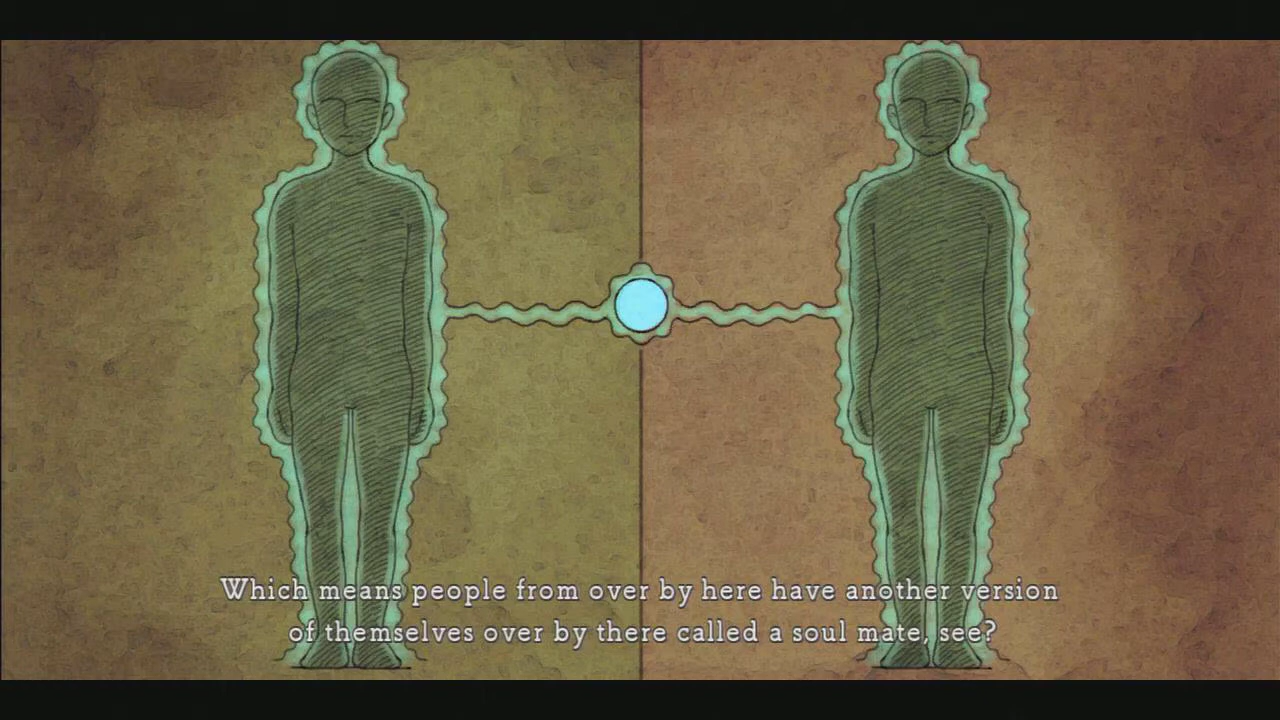 Which means people from over by here have another version
of themselves over by there called a soul mate, see?